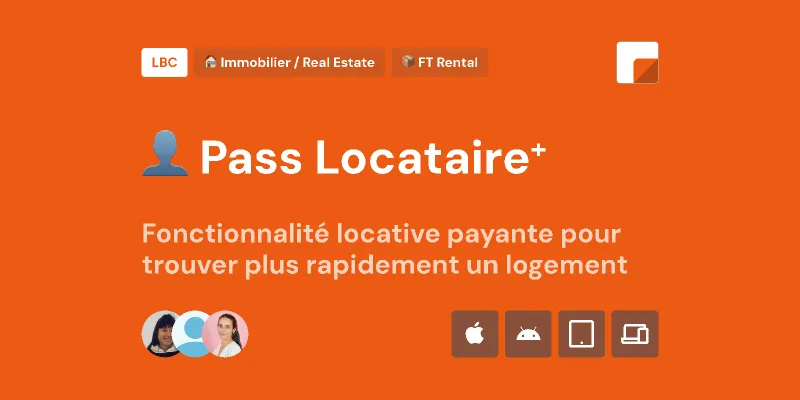 LBC
Immobilier / Real Estate
FT Rental
Pass Locataire⁺
Fonctionnalité locative payante pour
trouver plus rapidement un logement